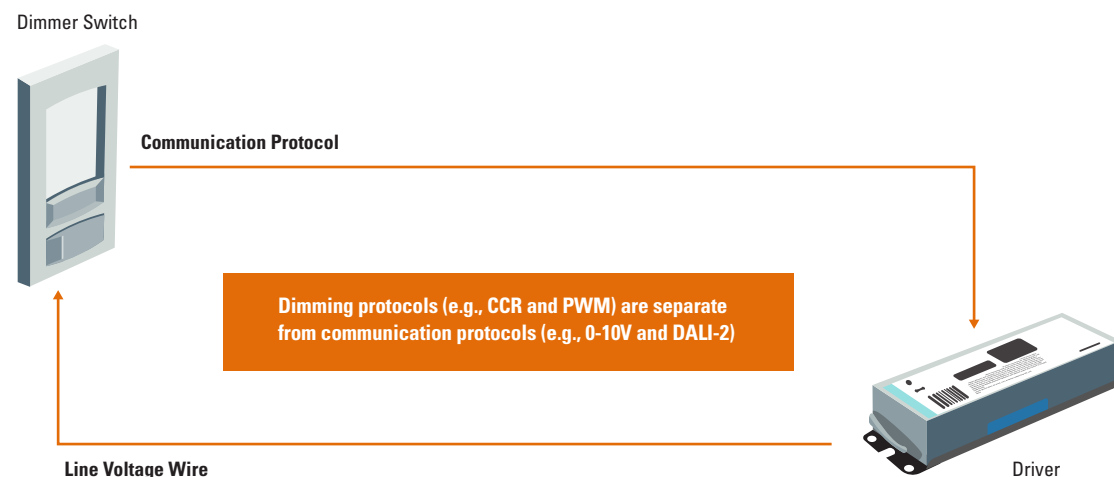 Dimmer Switch
Communication Protocol
Dimming protocols (e.g., CCR and PWM) are separate
from communication protocols (e.g., 0-10V and DALI-2)
Line Voltage Wire
Driver